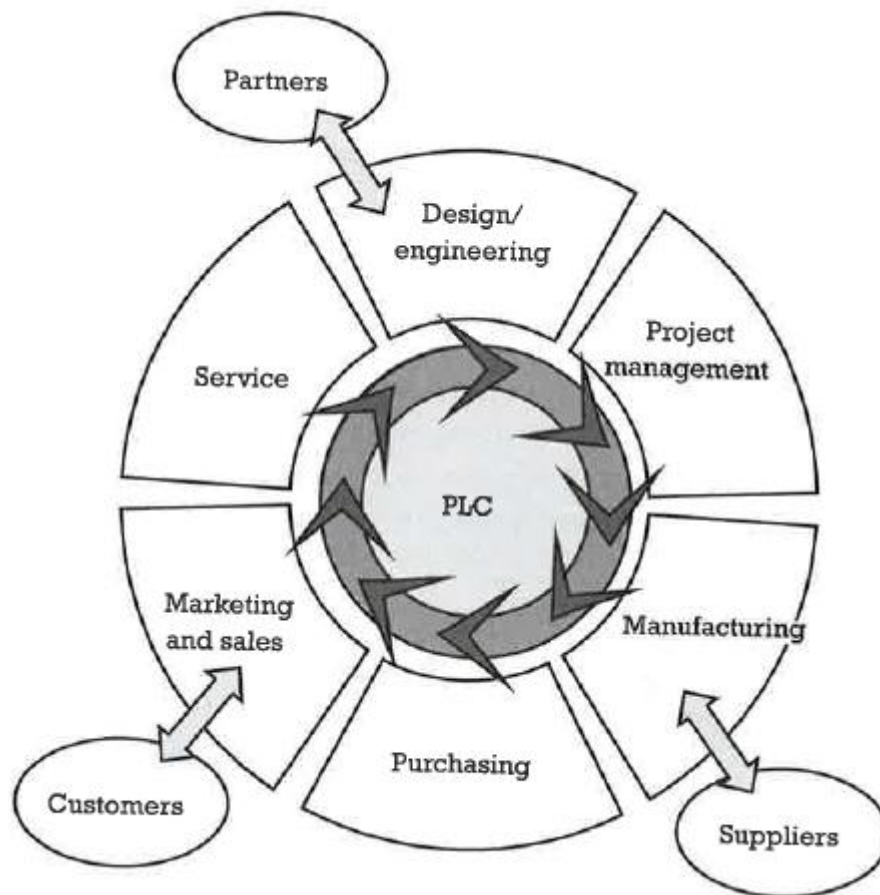 Partners
Design/
engineering
Project
management
Service
PLC
Marketing
and sales
Manufacturing
Purchasing
Customers
Suppliers